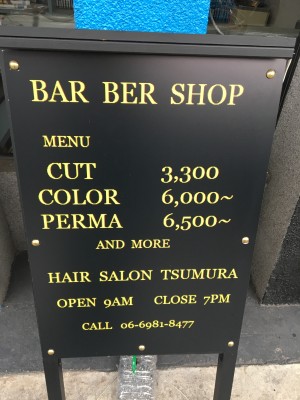 BAR BER SHOP
MENU
CUT 3,300
COLOR 6,000~
PERMA 6,500~
AND MORE
HAIR SALON TSUMURA
OPEN 9AM CLOSE 7PM
CALL 06-6981-8477